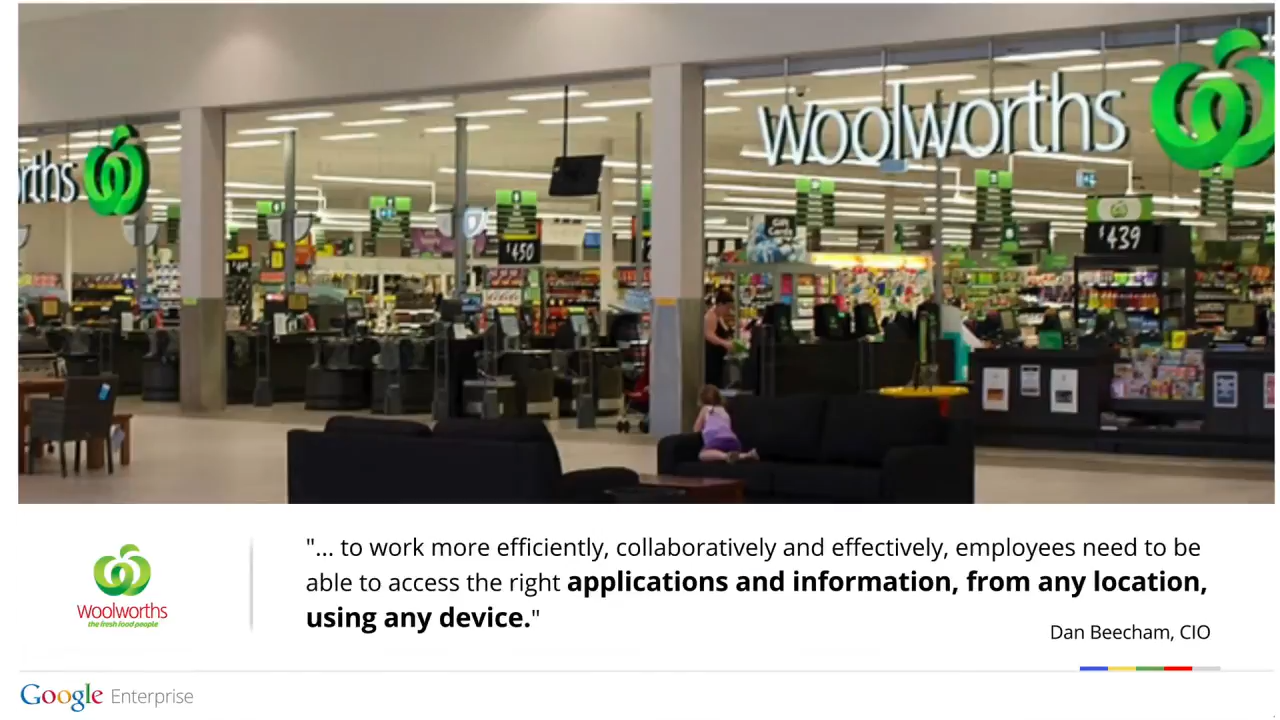 woolworths
rths
$450
Gift
Cards
$439
"... to work more efficiently, collaboratively and effectively, employees need to be
able to access the right applications and information, from any location,
using any device."
Woolworths
the fresh food people
Dan Beecham, CIO
Google Enterprise